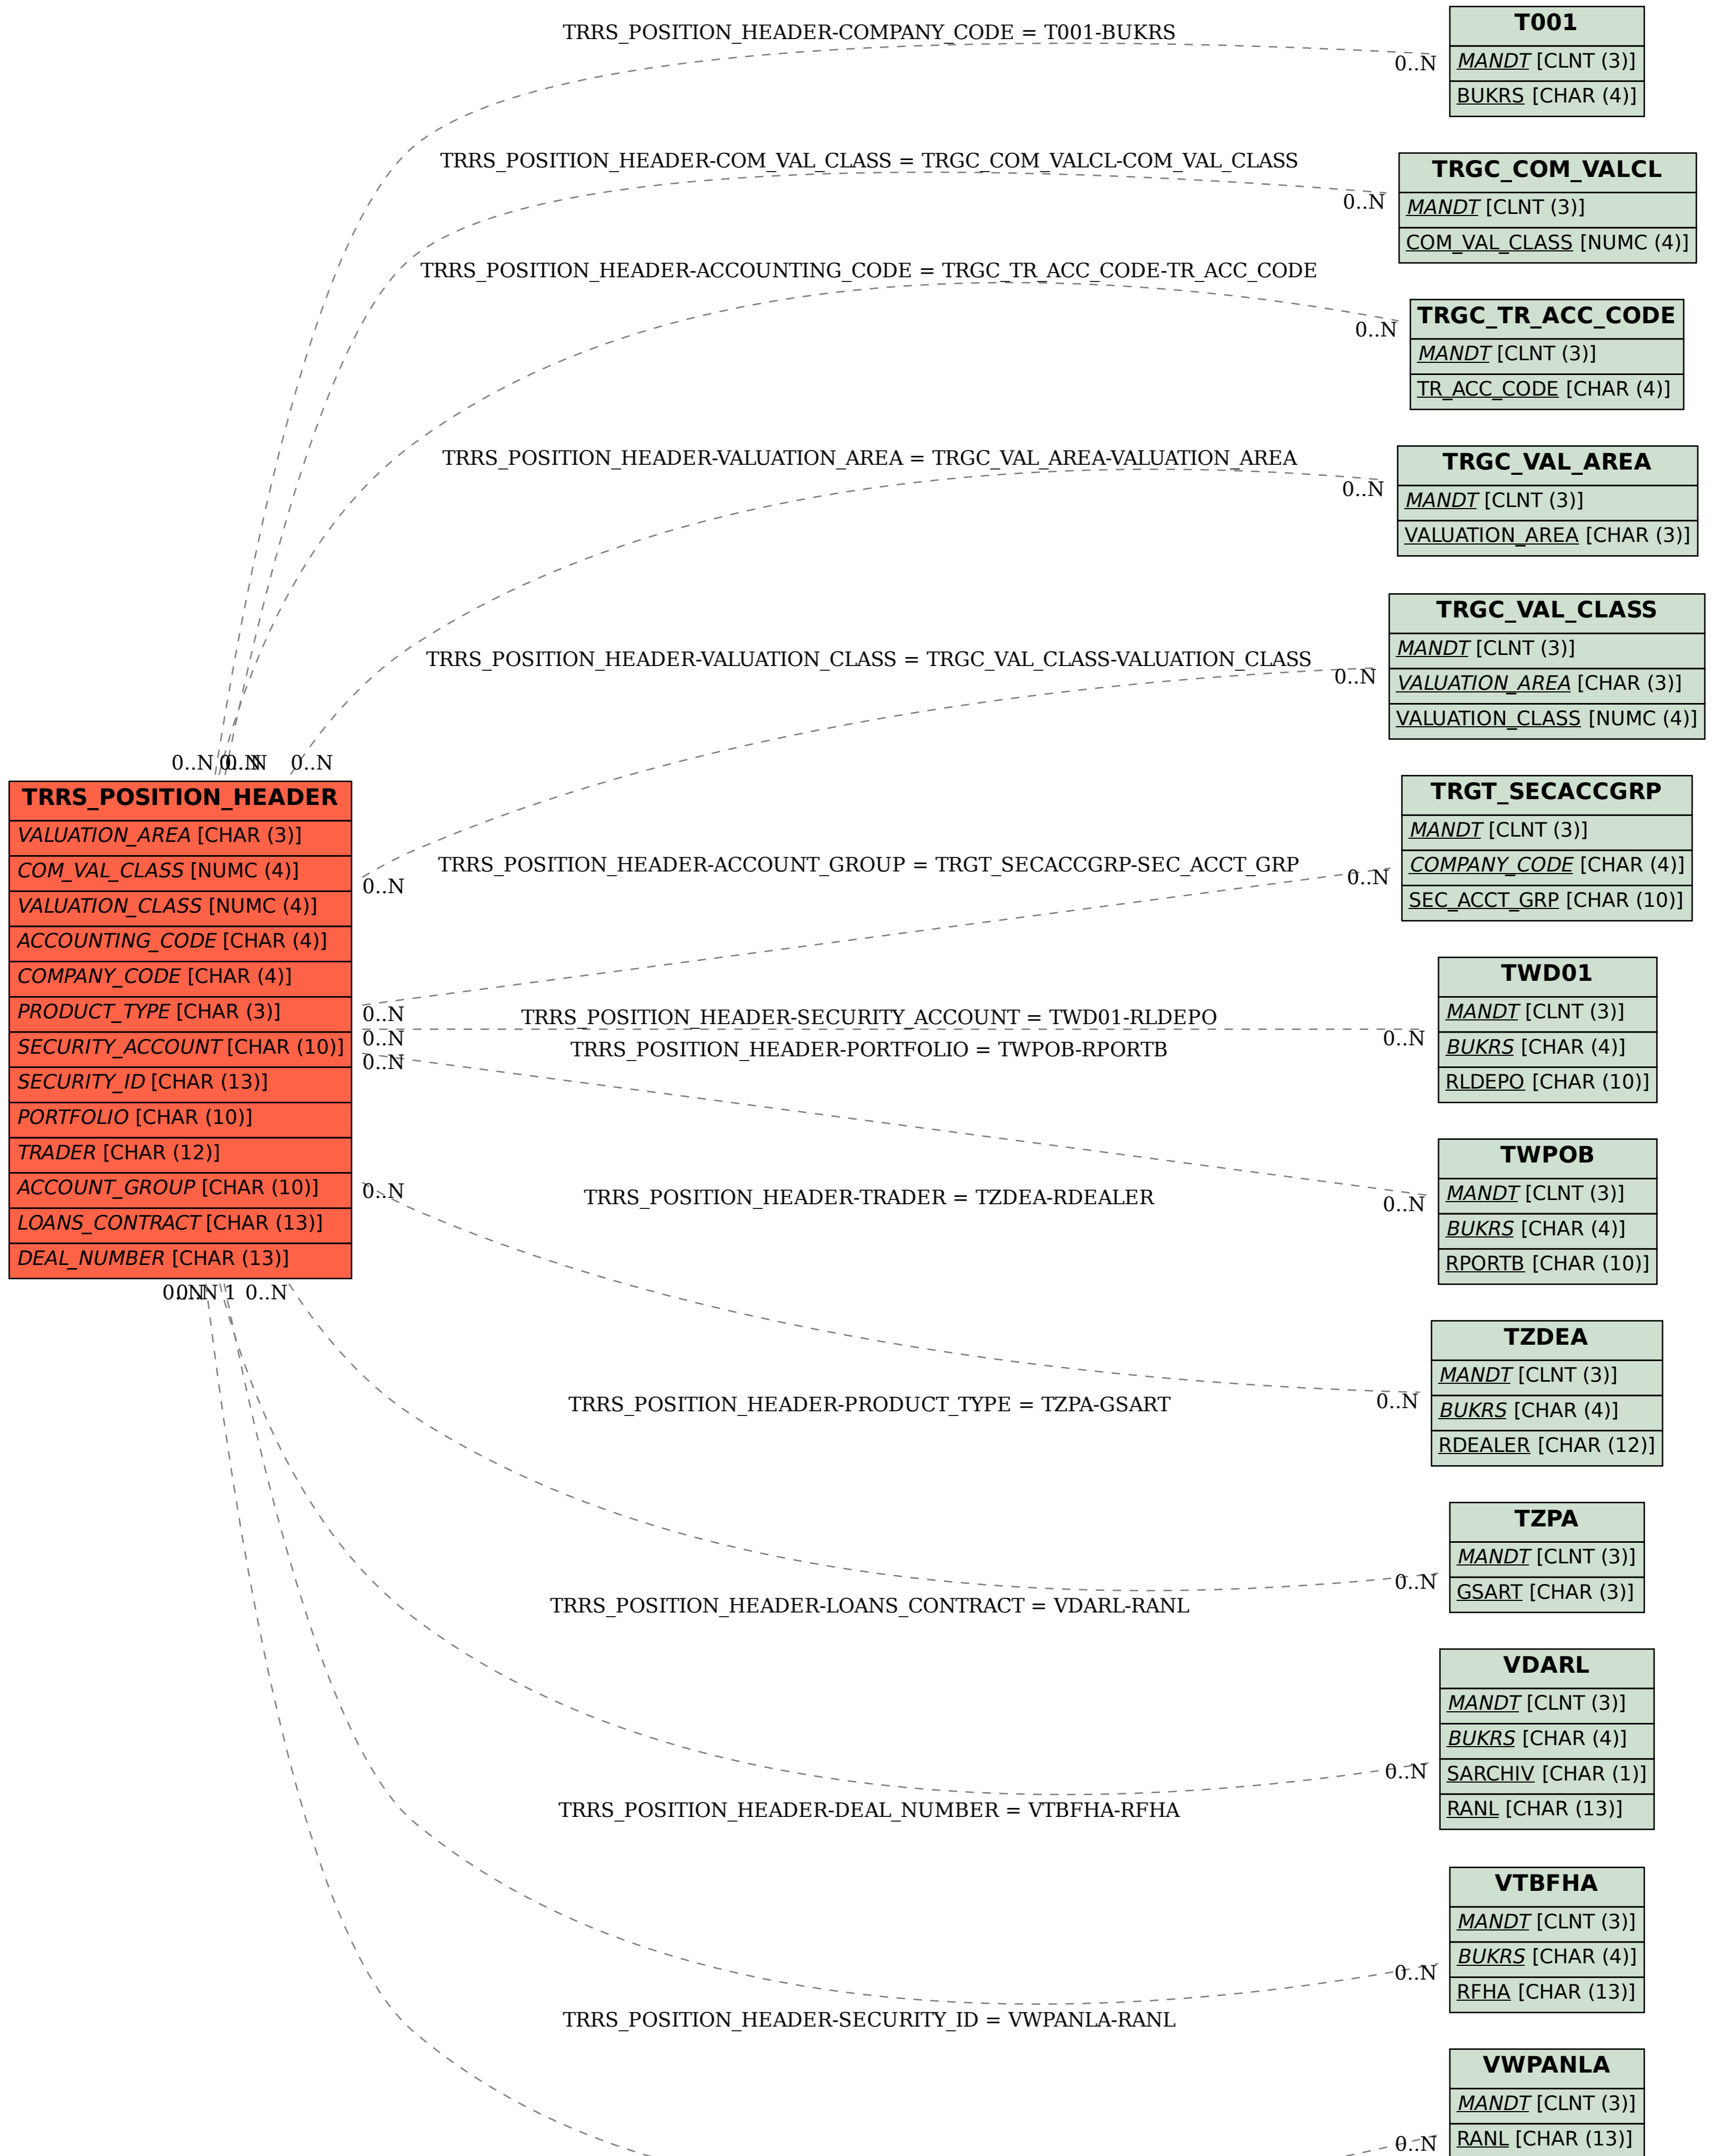 TRRS_POSITION_HEADER-COMPANY_CODE = T001-BUKRS
T001
MANDT [CLNT (3)]
BUKRS [CHAR (4)]
0..N
TRRS_POSITION_HEADER-COM_VAL_CLASS = TRGC_COM_VALCL-COM_VAL_CLASS
TRGC_COM_VALCL
MANDT [CLNT (3)]
COM_VAL_CLASS [NUMC (4)]
0..N
TRRS_POSITION_HEADER-ACCOUNTING_CODE = TRGC_TR_ACC_CODE-TR_ACC_CODE
TRGC_TR_ACC_CODE
MANDT [CLNT (3)]
TR_ACC_CODE [CHAR (4)]
0..N
TRRS_POSITION_HEADER-VALUATION_AREA = TRGC_VAL_AREA-VALUATION_AREA
TRGC_VAL_AREA
MANDT [CLNT (3)]
VALUATION_AREA [CHAR (3)]
0..N
TRRS_POSITION_HEADER-VALUATION_CLASS = TRGC_VAL_CLASS-VALUATION_CLASS
TRGC_VAL_CLASS
MANDT [CLNT (3)]
VALUATION_AREA [CHAR (3)]
VALUATION_CLASS [NUMC (4)]
0..N
0..N 0..N 0..N 0..N
TRRS_POSITION_HEADER
VALUATION_AREA [CHAR (3)]
COM_VAL_CLASS [NUMC (4)]
VALUATION_CLASS [NUMC (4)]
ACCOUNTING_CODE [CHAR (4)]
COMPANY_CODE [CHAR (4)]
PRODUCT_TYPE [CHAR (3)]
SECURITY_ACCOUNT [CHAR (10)]
SECURITY_ID [CHAR (13)]
PORTFOLIO [CHAR (10)]
TRADER [CHAR (12)]
ACCOUNT_GROUP [CHAR (10)]
LOANS_CONTRACT [CHAR (13)]
DEAL_NUMBER [CHAR (13)]
0..N
0..N
0..N
0..N
0..N
0..N 0..N 1 0..N
TRRS_POSITION_HEADER-ACCOUNT_GROUP = TRGT_SECACCGRP-SEC_ACCT_GRP
TRGT_SECACCGRP
MANDT [CLNT (3)]
COMPANY_CODE [CHAR (4)]
SEC_ACCT_GRP [CHAR (10)]
0..N
TRRS_POSITION_HEADER-SECURITY_ACCOUNT = TWD01-RLDEPO
TWD01
MANDT [CLNT (3)]
BUKRS [CHAR (4)]
RLDEPO [CHAR (10)]
0..N
TRRS_POSITION_HEADER-PORTFOLIO = TWPOB-RPORTB
TWPOB
MANDT [CLNT (3)]
BUKRS [CHAR (4)]
RPORTB [CHAR (10)]
0..N
TRRS_POSITION_HEADER-TRADER = TZDEA-RDEALER
TZDEA
MANDT [CLNT (3)]
BUKRS [CHAR (4)]
RDEALER [CHAR (12)]
0..N
TRRS_POSITION_HEADER-PRODUCT_TYPE = TZPA-GSART
TZPA
MANDT [CLNT (3)]
GSART [CHAR (3)]
0..N
TRRS_POSITION_HEADER-LOANS_CONTRACT = VDARL-RANL
VDARL
MANDT [CLNT (3)]
BUKRS [CHAR (4)]
SARCHIV [CHAR (1)]
RANL [CHAR (13)]
0..N
TRRS_POSITION_HEADER-DEAL_NUMBER = VTBFHA-RFHA
VTBFHA
MANDT [CLNT (3)]
BUKRS [CHAR (4)]
RFHA [CHAR (13)]
0..N
TRRS_POSITION_HEADER-SECURITY_ID = VWPANLA-RANL
VWPANLA
MANDT [CLNT (3)]
RANL [CHAR (13)]
0..N